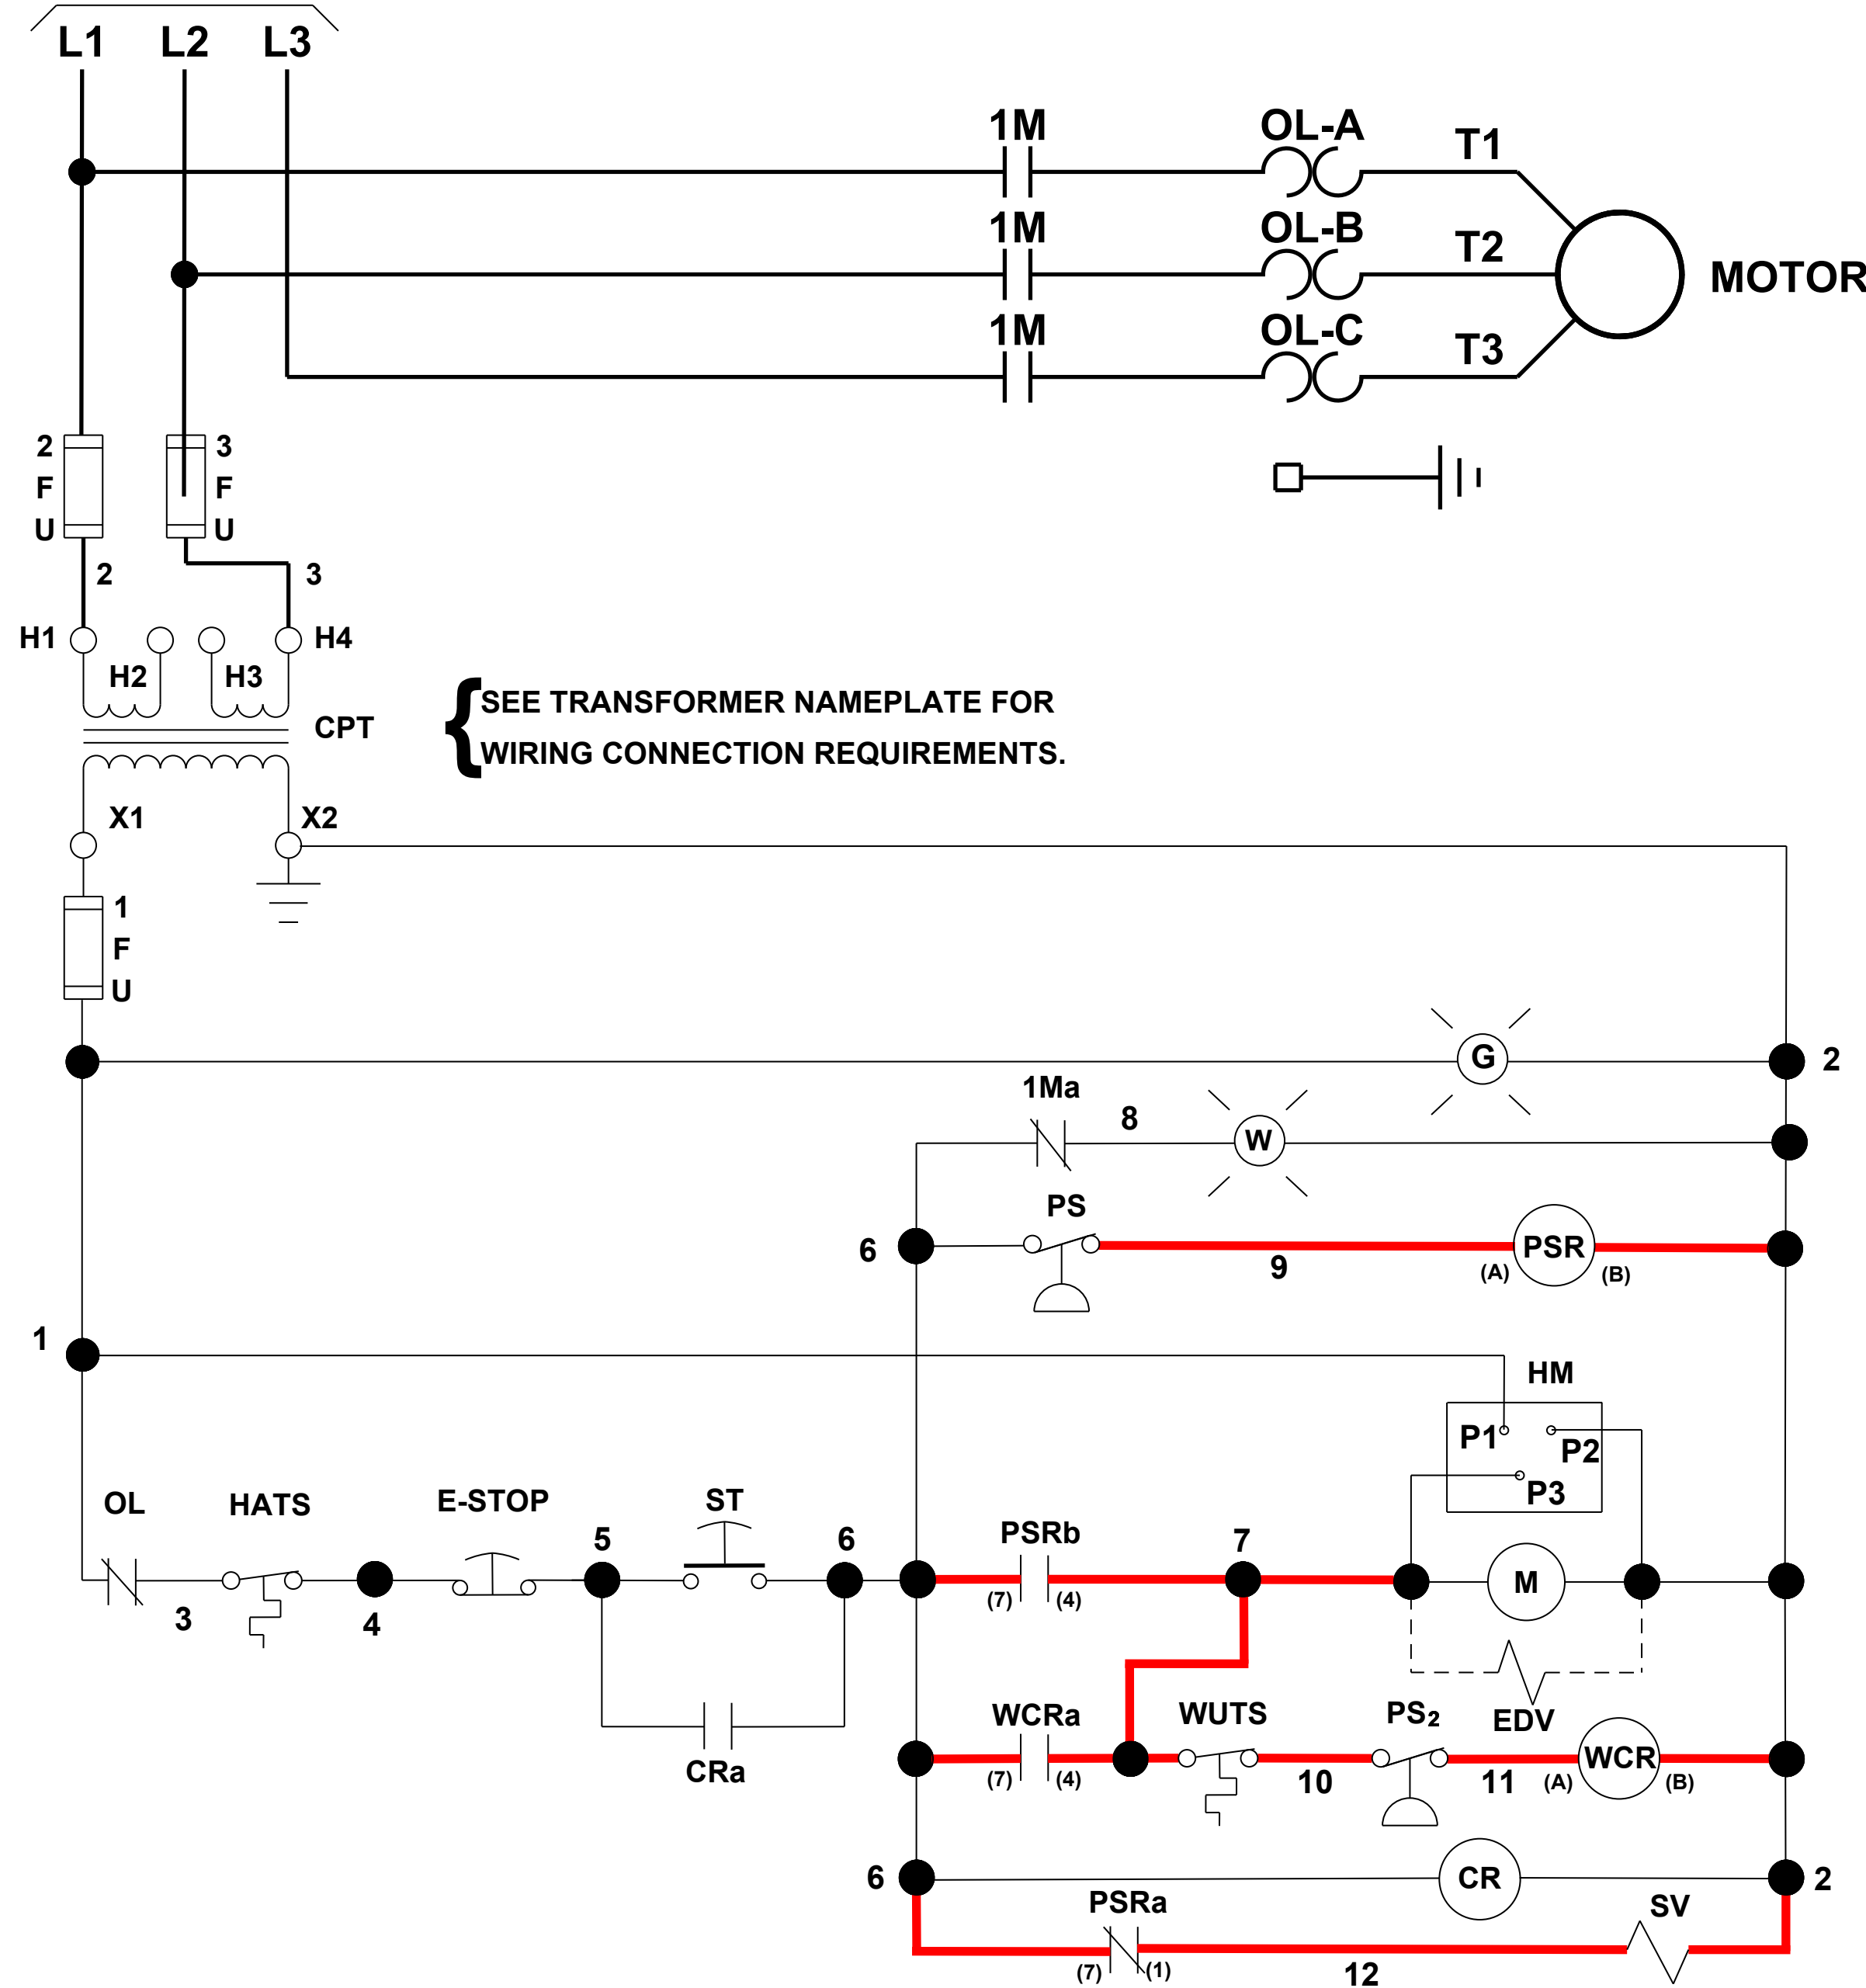 L1 L2 L3
1M OL-A T1
1M OL-B T2
MOTOR
1M OL-C T3
2 3
F F
U U
2 3
H1 H4
H2 H3
CPT
{ SEE TRANSFORMER NAMEPLATE FOR
WIRING CONNECTION REQUIREMENTS.
X1 X2
1
F
U
G 2
1Ma 8
W
PS
6 PSR
9 (A) (B)
1
HM
P1 P2
P3
OL HATS E-STOP ST
PSRb 7
5 6
M
(7) (4)
3 4
WCRa WUTS PS₂ EDV
CRa
WCR
(7) (4) 10 11 (A) (B)
6 CR 2
PSRa SV
(7) (1) 12